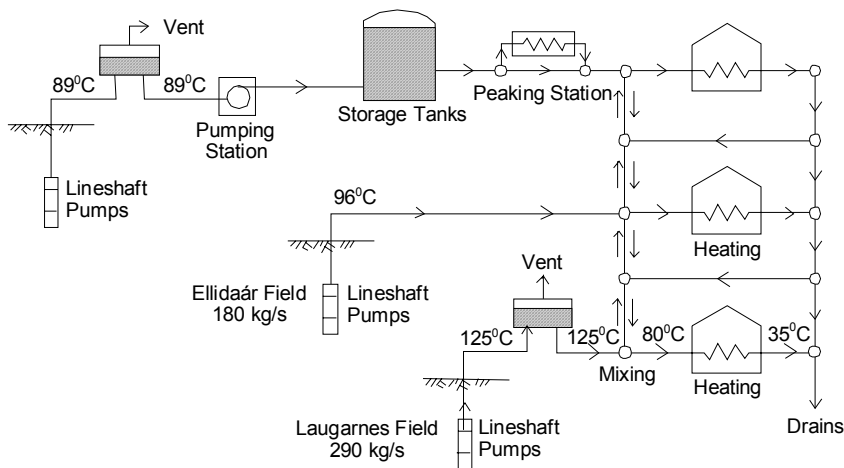 Vent
89⁰C
89⁰C
Pumping
Station
Lineshaft
Pumps
Storage Tanks
Peaking Station
96⁰C
Ellidaár Field
180 kg/s
Lineshaft
Pumps
Heating
Vent
125⁰C
125⁰C
80⁰C
35⁰C
Mixing
Heating
Laugarnes Field
290 kg/s
Lineshaft
Pumps
Drains